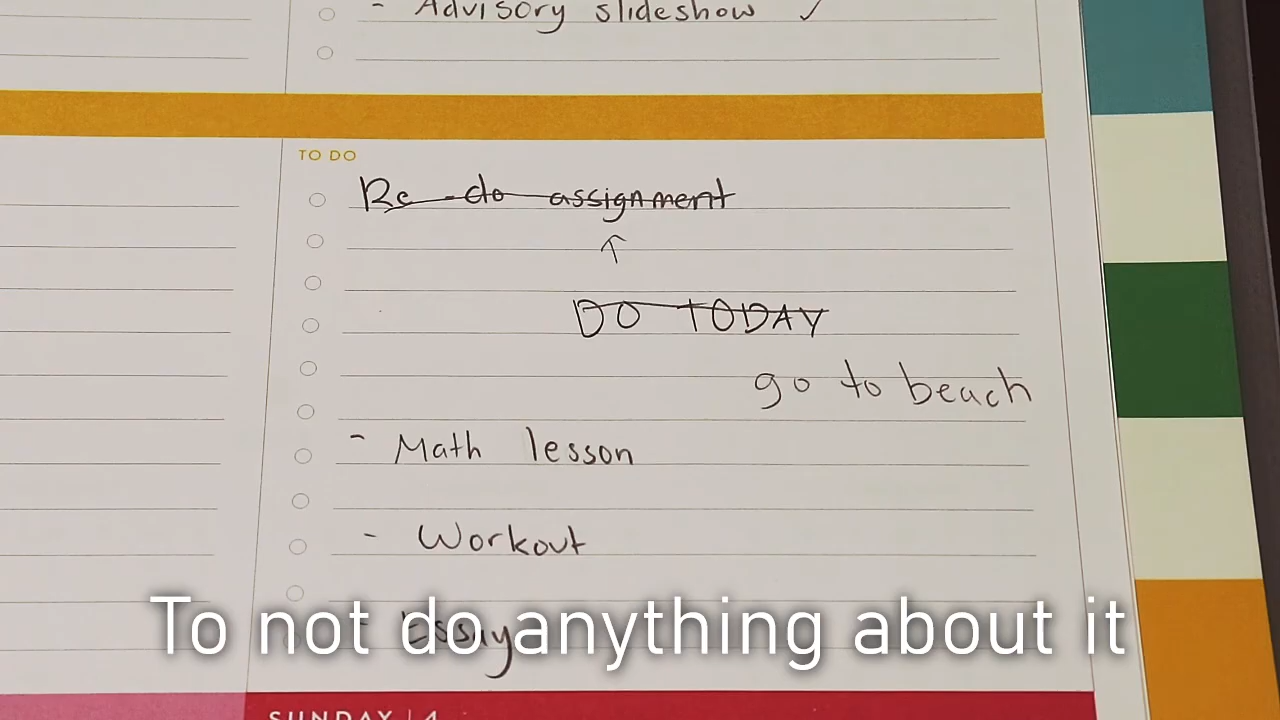 - Advisory slideshow ✓
TO DO
Re-do assignment
↑
DO TODAY
go to beach
- Math lesson
- Workout
- Essay
To not do anything about it
SUNDAY | 4